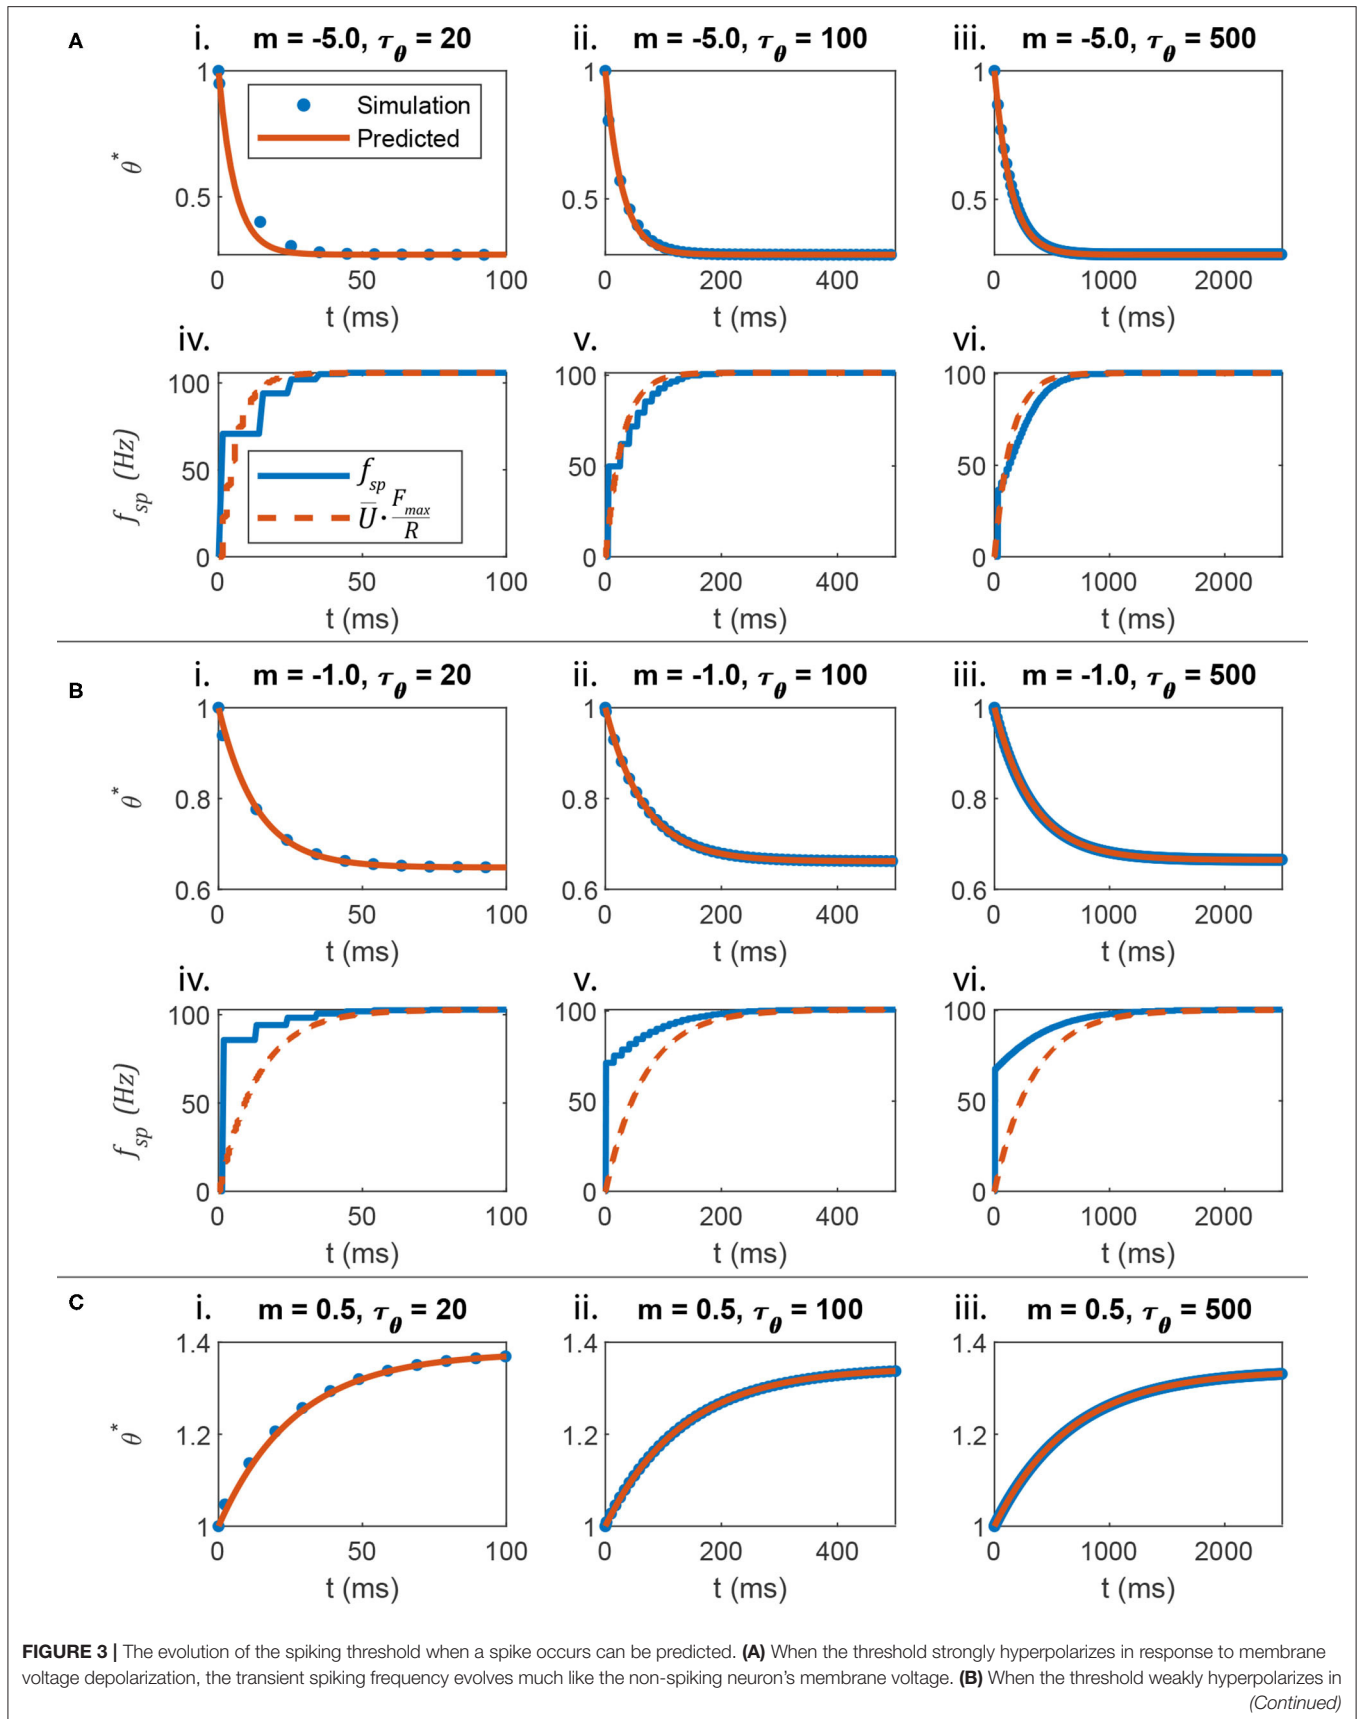 A
i. m = -5.0, τθ = 20
ii. m = -5.0, τθ = 100
iii. m = -5.0, τθ = 500
1
0.5
θ*
Simulation
Predicted
0 50 100
t (ms)
1
0.5
0 200 400
t (ms)
1
0.5
0 1000 2000
t (ms)
iv.
100
50
0
fsp (Hz)
fsp
U̅ · Fmax/R
0 50 100
t (ms)
v.
100
50
0
0 200 400
t (ms)
vi.
100
50
0
0 1000 2000
t (ms)
B
i. m = -1.0, τθ = 20
ii. m = -1.0, τθ = 100
iii. m = -1.0, τθ = 500
1
0.8
0.6
θ*
0 50 100
t (ms)
1
0.8
0.6
0 200 400
t (ms)
1
0.8
0.6
0 1000 2000
t (ms)
iv.
100
50
0
fsp (Hz)
0 50 100
t (ms)
v.
100
50
0
0 200 400
t (ms)
vi.
100
50
0
0 1000 2000
t (ms)
C
i. m = 0.5, τθ = 20
ii. m = 0.5, τθ = 100
iii. m = 0.5, τθ = 500
1.4
1.2
1
θ*
0 50 100
t (ms)
1.4
1.2
1
0 200 400
t (ms)
1.4
1.2
1
0 1000 2000
t (ms)
FIGURE 3 | The evolution of the spiking threshold when a spike occurs can be predicted. (A) When the threshold strongly hyperpolarizes in response to membrane
voltage depolarization, the transient spiking frequency evolves much like the non-spiking neuron's membrane voltage. (B) When the threshold weakly hyperpolarizes in
(Continued)